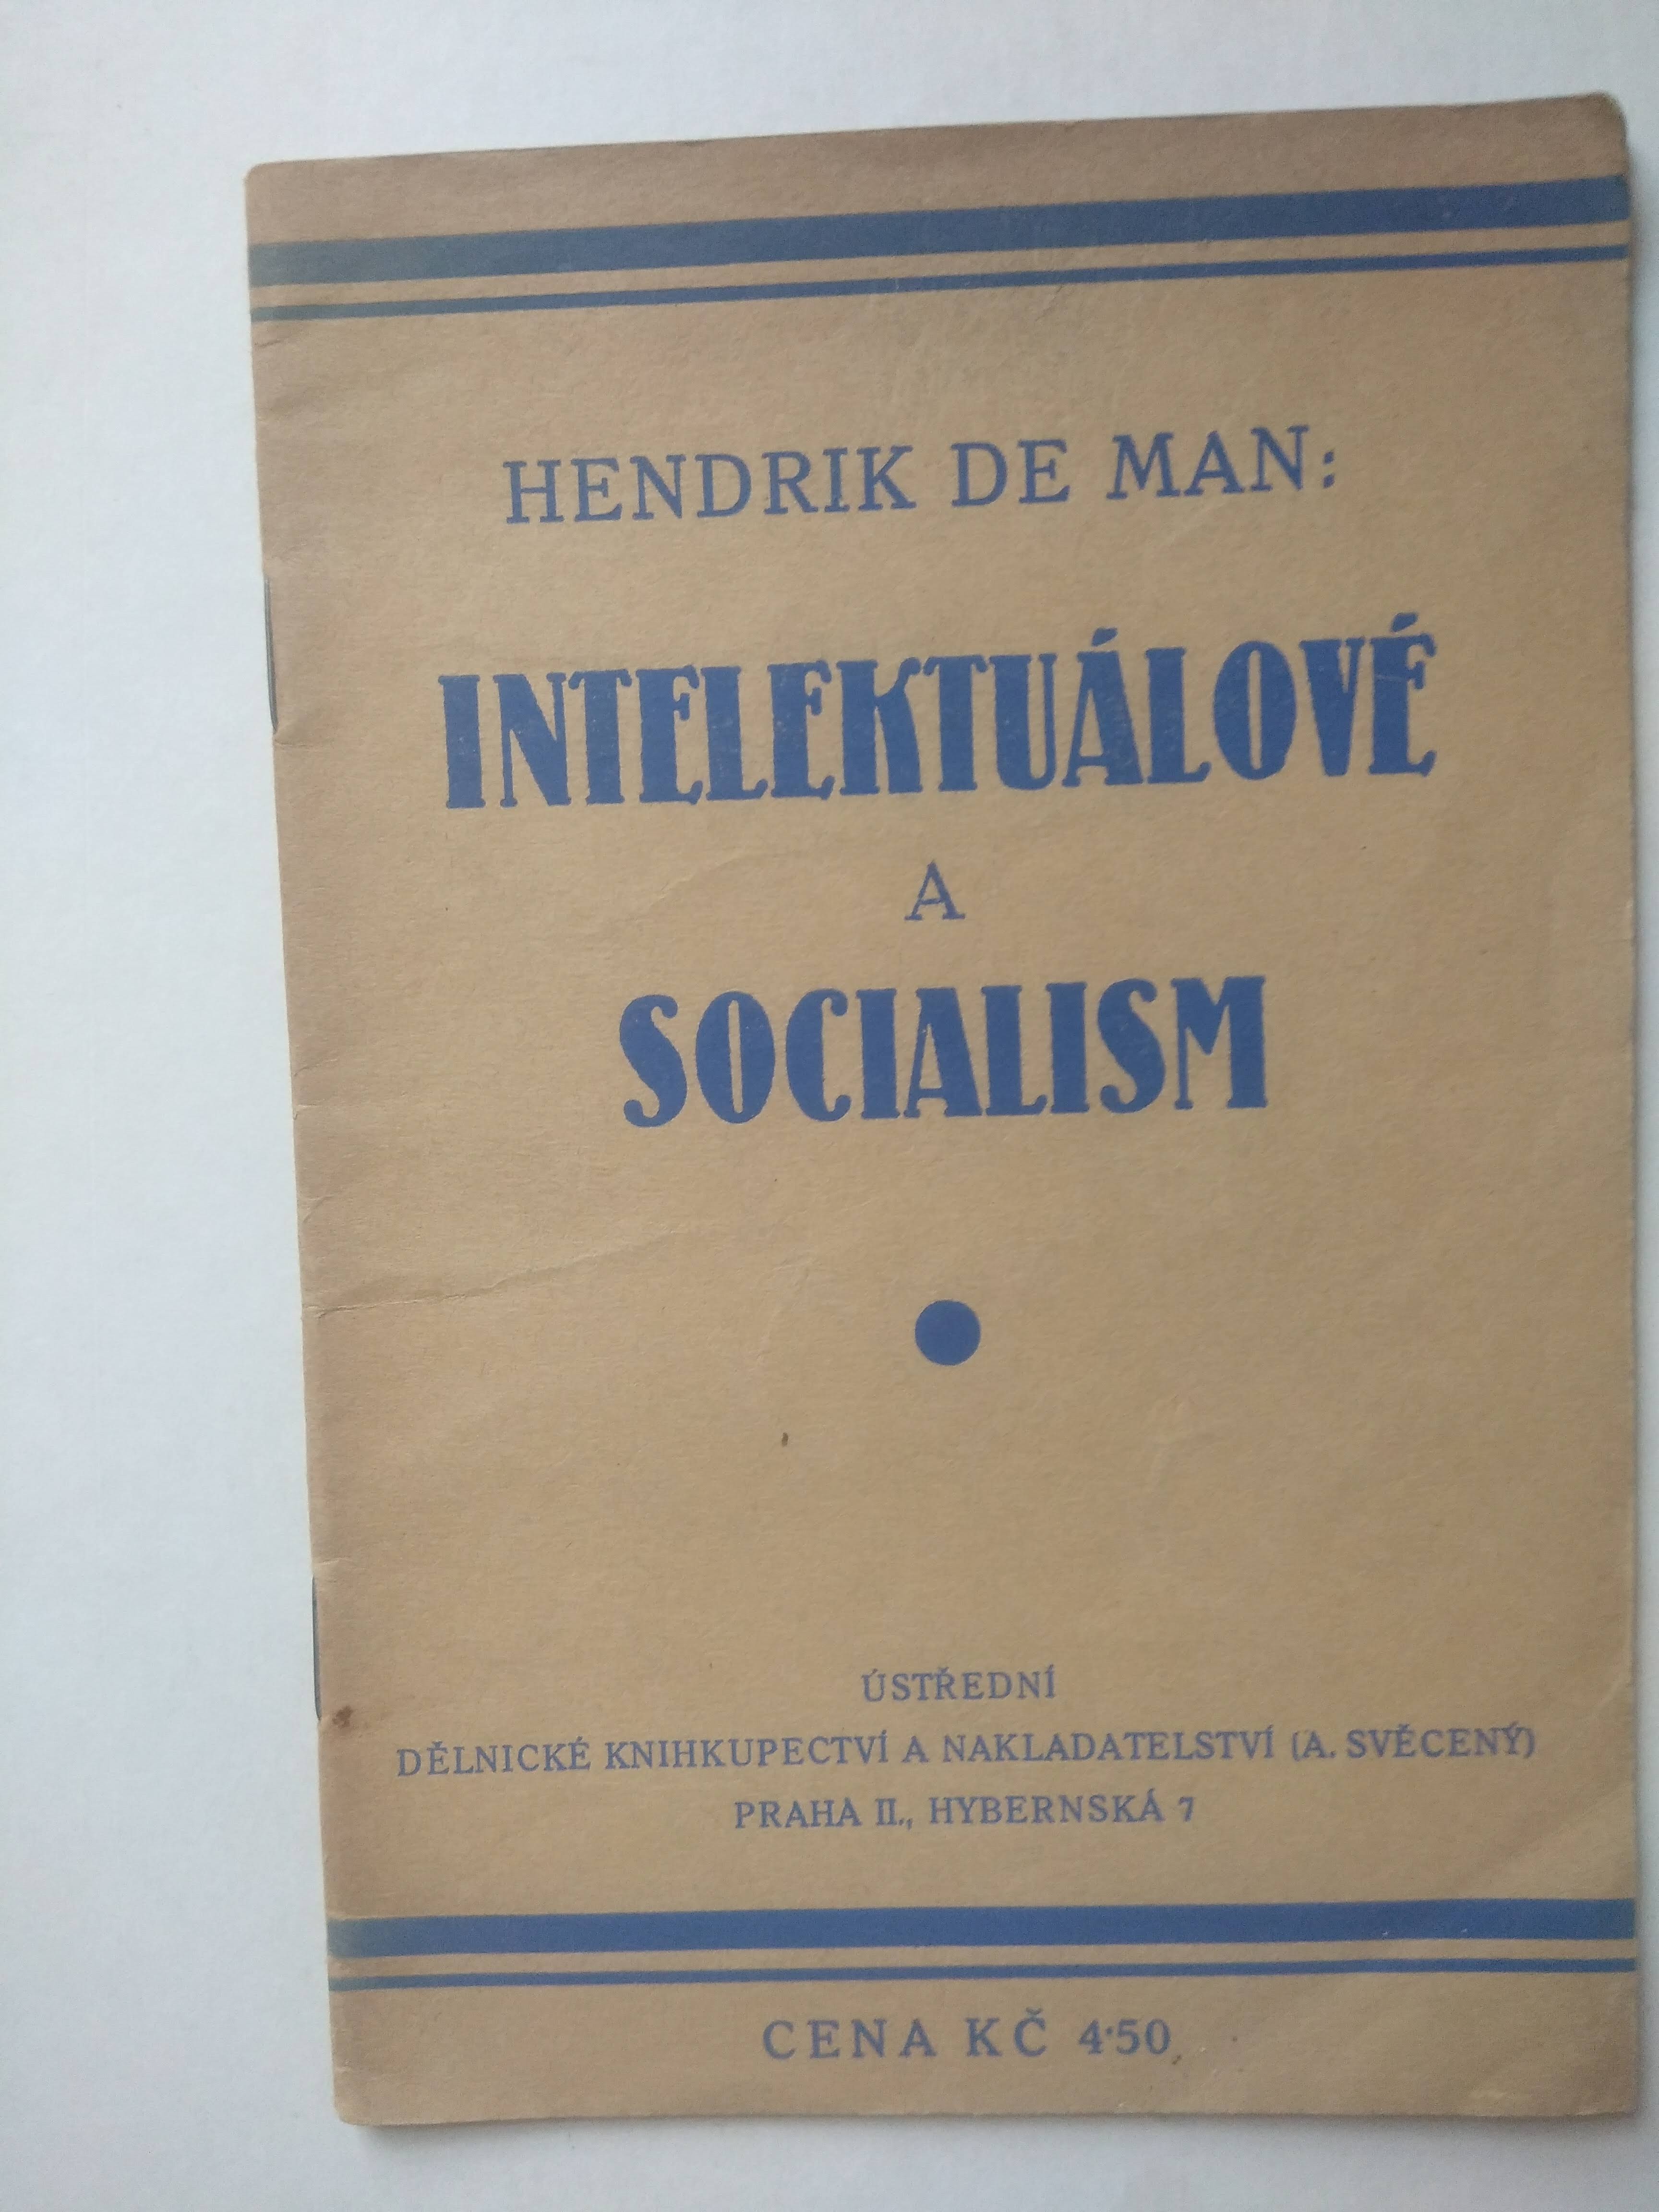 HENDRIK DE MAN:
INTELEKTUÁLOVÉ
A
SOCIALISM
ÚSTŘEDNÍ
DĚLNICKÉ KNIHKUPECTVÍ A NAKLADATELSTVÍ (A. SVĚCENÝ)
PRAHA II., HYBERNSKÁ 7
CENA KČ 4·50